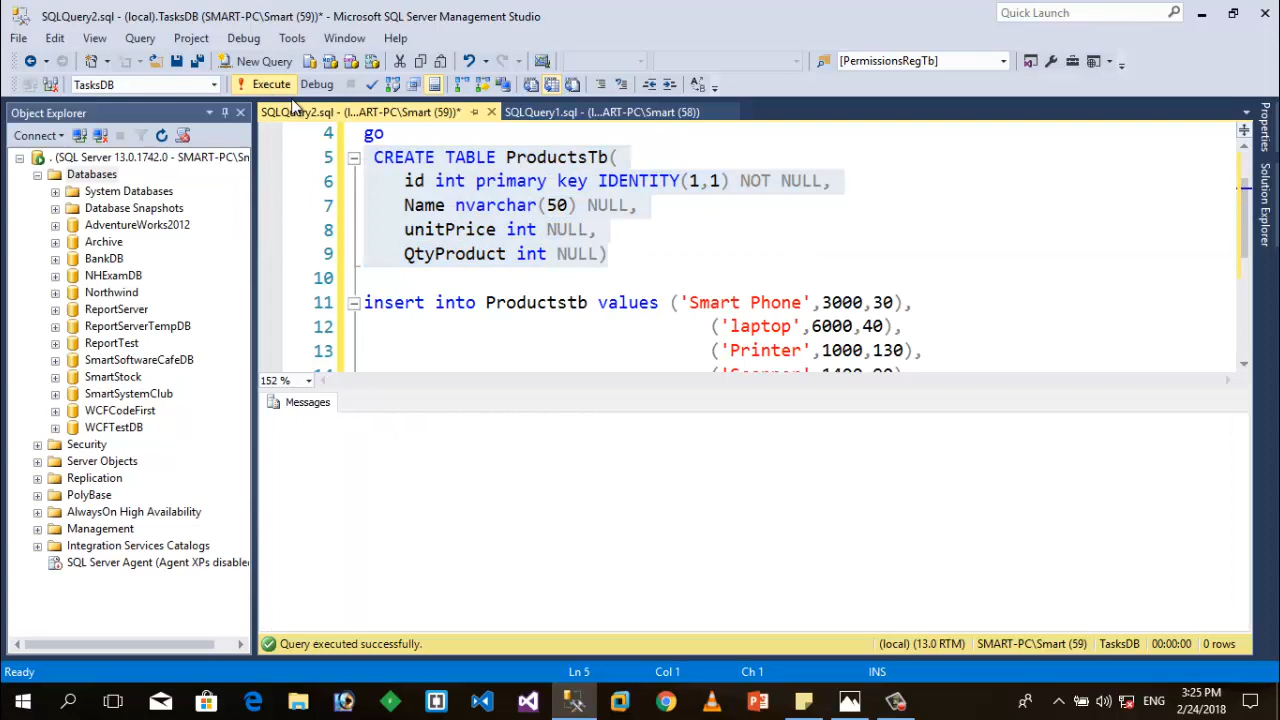 SQLQuery2.sql - (local).TasksDB (SMART-PC\Smart (59))* - Microsoft SQL Server Management Studio
Quick Launch
File Edit View Query Project Debug Tools Window Help
New Query
[PermissionsRegTb]
TasksDB
Execute
Debug
Object Explorer
SQLQuery2.sql - (l...ART-PC\Smart (59))*
SQLQuery1.sql - (l...ART-PC\Smart (58))
Connect
. (SQL Server 13.0.1742.0 - SMART-PC\Sn
Databases
System Databases
Database Snapshots
AdventureWorks2012
Archive
BankDB
NHExamDB
Northwind
ReportServer
ReportServerTempDB
ReportTest
SmartSoftwareCafeDB
SmartStock
SmartSystemClub
WCFCodeFirst
WCFTestDB
Security
Server Objects
Replication
PolyBase
AlwaysOn High Availability
Management
Integration Services Catalogs
SQL Server Agent (Agent XPs disable
4 go
5 CREATE TABLE ProductsTb(
6 id int primary key IDENTITY(1,1) NOT NULL,
7 Name nvarchar(50) NULL,
8 unitPrice int NULL,
9 QtyProduct int NULL)
10
11 insert into Productstb values ('Smart Phone',3000,30),
12 ('laptop',6000,40),
13 ('Printer',1000,130),
152 %
Messages
Properties
Solution Explorer
Query executed successfully.
(local) (13.0 RTM)
SMART-PC\Smart (59)
TasksDB
00:00:00
0 rows
Ready
Ln 5
Col 1
Ch 1
INS
ENG
3:25 PM
2/24/2018